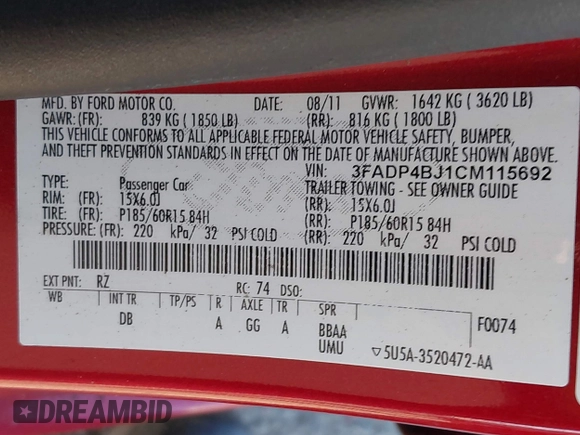 MFD. BY FORD MOTOR CO. DATE: 08/11 GVWR: 1642 KG ( 3620 LB)
GAWR: (FR): 839 KG ( 1850 LB) (RR): 816 KG ( 1800 LB)
THIS VEHICLE CONFORMS TO ALL APPLICABLE FEDERAL MOTOR VEHICLE SAFETY, BUMPER,
AND THEFT PREVENTION STANDARDS IN EFFECT ON THE DATE OF MANUFACTURE SHOWN ABOVE.
VIN: 3FADP4BJ1CM115692
TYPE: Passenger Car TRAILER TOWING - SEE OWNER GUIDE
RIM: (FR): 15X6.0J (RR): 15X6.0J
TIRE: (FR): P185/60R15 84H (RR): P185/60R15 84H
PRESSURE: (FR): 220 kPa/ 32 PSI COLD (RR): 220 kPa/ 32 PSI COLD
EXT PNT: RZ RC: 74 DSO:
WB INT TR TP/PS R AXLE TR SPR F0074
DB A GG A BBAA
UMU ▽5U5A-3520472-AA
DREAMBID